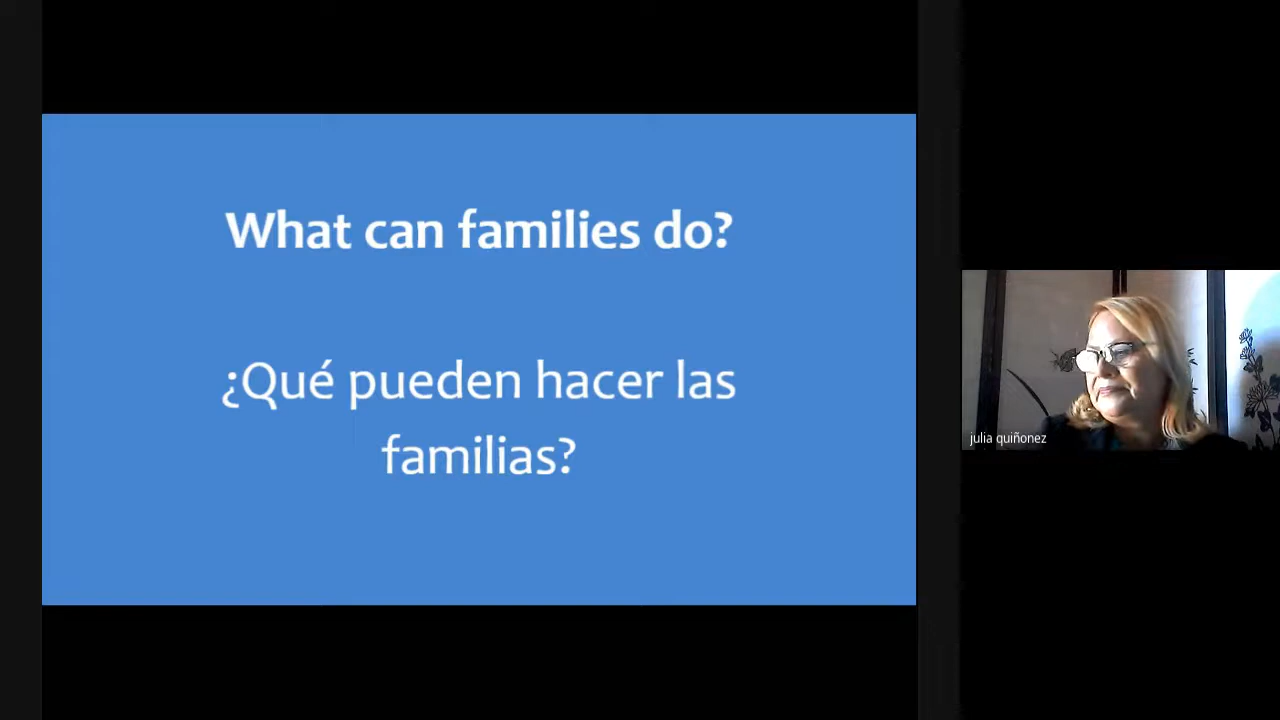 What can families do?
¿Qué pueden hacer las
familias?
julia quiñonez